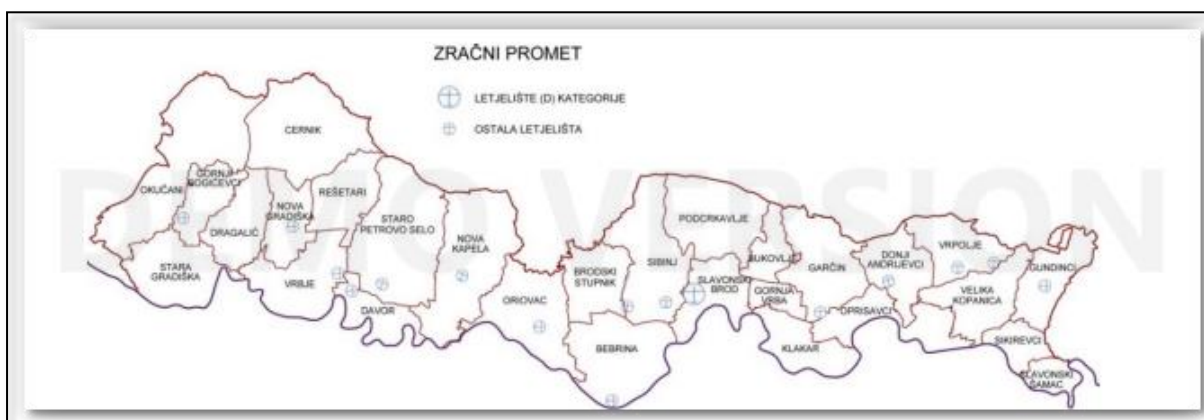 ZRAČNI PROMET
LETJELIŠTE (D) KATEGORIJE
OSTALA LETJELIŠTA
DEMO VERSION
CERNIK
OKUČANI
GORNJI
BOGIĆEVCI
REŠETARI
NOVA
GRADIŠKA
DRAGALIĆ
STARO
PETROVO SELO
NOVA
KAPELA
STARA
GRADIŠKA
VRBJE
DAVOR
ORIOVAC
BRODSKI
STUPNIK
SIBINJ
PODCRKAVLJE
BEBRINA
SLAVONSKI
BROD
BUKOVLJE
GORNJA
VRBA
GARČIN
KLAKAR
OPRISAVCI
DONJI
ANDRIJEVCI
VRPOLJE
VELIKA
KOPANICA
GUNDINCI
SIKIREVCI
SLAVONSKI
ŠAMAC